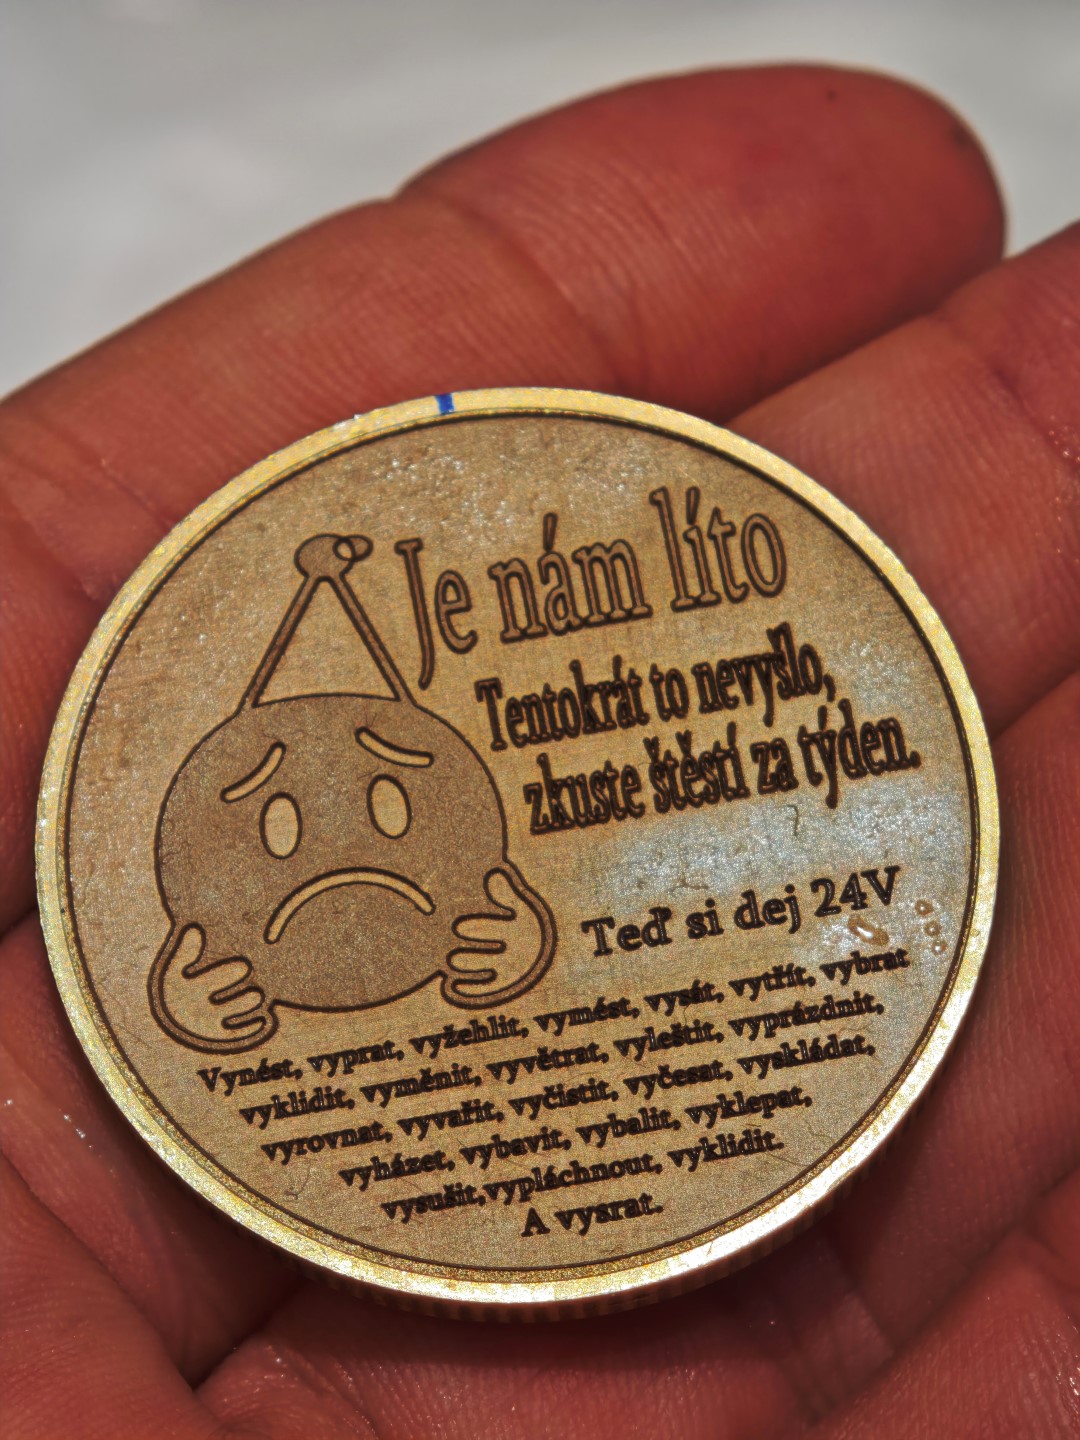 Je nám líto
Tentokrát to nevyšlo,
zkuste štěstí za týden.
Teď si dej 24V
Vynést, vyprat, vyžehlit, vymést, vysát, vytřít, vybrat
vyklidit, vyměnit, vyvětrat, vyleštit, vyprázdnit,
vyrovnat, vyvařit, vyčistit, vyčesat, vyskládat,
vyházet, vybavit, vybalit, vyklepat,
vysušit,vypláchnout, vyklidit.
A vysrat.